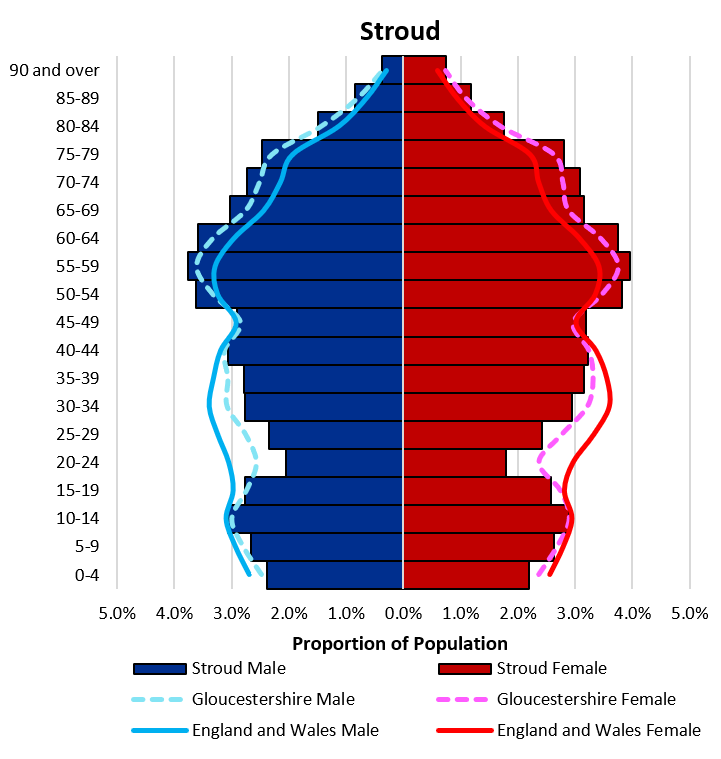 Stroud
90 and over
85-89
80-84
75-79
70-74
65-69
60-64
55-59
50-54
45-49
40-44
35-39
30-34
25-29
20-24
15-19
10-14
5-9
0-4
5.0% 4.0% 3.0% 2.0% 1.0% 0.0% 1.0% 2.0% 3.0% 4.0% 5.0%
Proportion of Population
Stroud Male Stroud Female
Gloucestershire Male Gloucestershire Female
England and Wales Male England and Wales Female